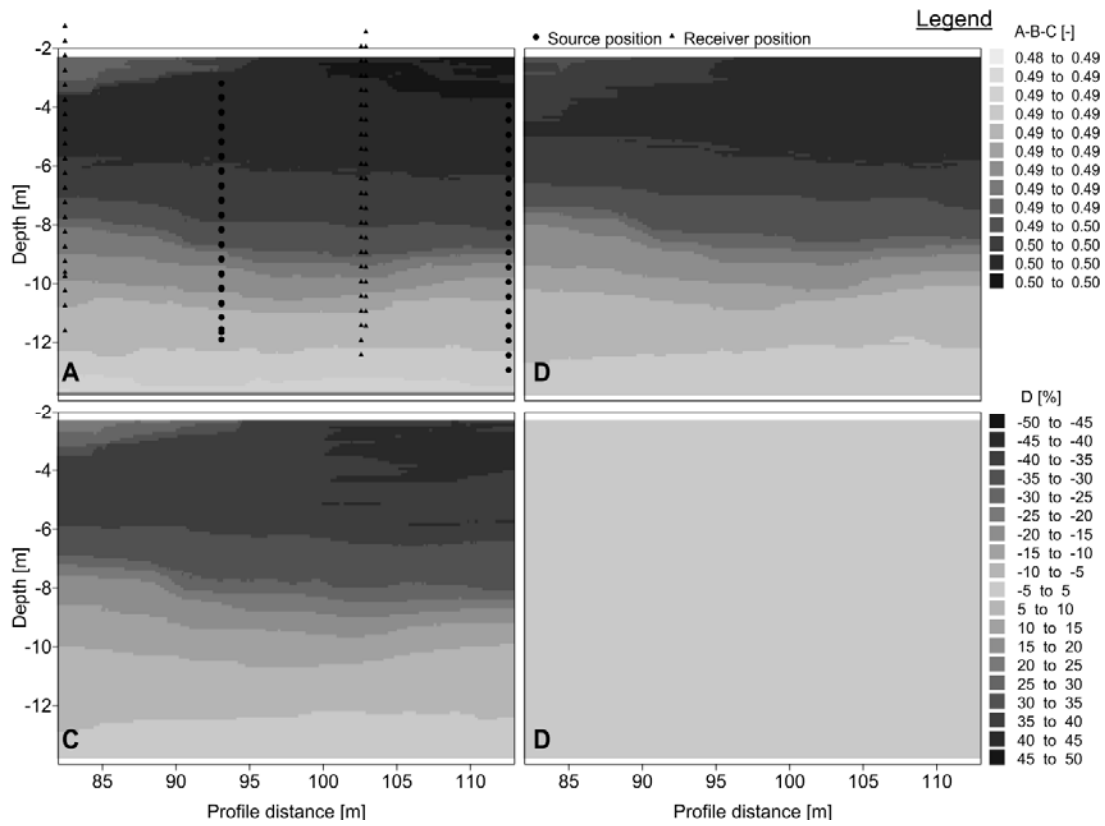 Legend
● Source position ▲ Receiver position
A-B-C [-]
0.48 to 0.49
0.49 to 0.49
0.49 to 0.49
0.49 to 0.49
0.49 to 0.49
0.49 to 0.49
0.49 to 0.49
0.49 to 0.49
0.49 to 0.50
0.50 to 0.50
0.50 to 0.50
0.50 to 0.50
-2
-4
-6
-8
-10
-12
Depth [m]
A
D
D [%]
-50 to -45
-45 to -40
-40 to -35
-35 to -30
-30 to -25
-25 to -20
-20 to -15
-15 to -10
-10 to -5
-5 to 5
5 to 10
10 to 15
15 to 20
20 to 25
25 to 30
30 to 35
35 to 40
40 to 45
45 to 50
-2
-4
-6
-8
-10
-12
Depth [m]
C
D
85 90 95 100 105 110
85 90 95 100 105 110
Profile distance [m]
Profile distance [m]